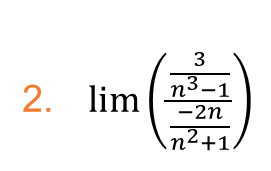 2. lim ( (3 / (n³−1)) / (−2n / (n²+1)) )